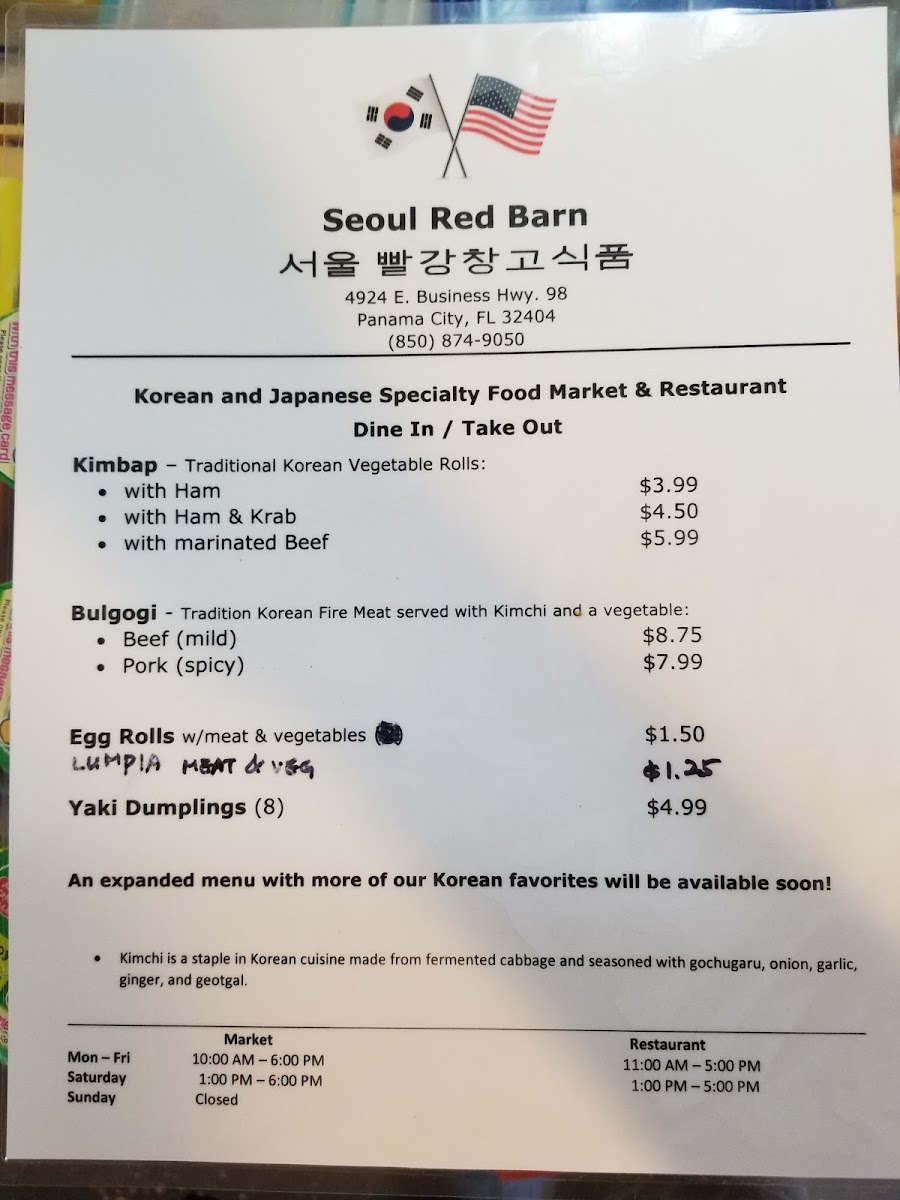 Seoul Red Barn
서울 빨강창고식품
4924 E. Business Hwy. 98
Panama City, FL 32404
(850) 874-9050
Korean and Japanese Specialty Food Market & Restaurant
Dine In / Take Out
Kimbap – Traditional Korean Vegetable Rolls:
• with Ham $3.99
• with Ham & Krab $4.50
• with marinated Beef $5.99
Bulgogi - Tradition Korean Fire Meat served with Kimchi and a vegetable:
• Beef (mild) $8.75
• Pork (spicy) $7.99
Egg Rolls w/meat & vegetables $1.50
LUMPIA MEAT & VEG $1.25
Yaki Dumplings (8) $4.99
An expanded menu with more of our Korean favorites will be available soon!
• Kimchi is a staple in Korean cuisine made from fermented cabbage and seasoned with gochugaru, onion, garlic,
ginger, and geotgal.
Market Restaurant
Mon – Fri 10:00 AM – 6:00 PM 11:00 AM – 5:00 PM
Saturday 1:00 PM – 6:00 PM 1:00 PM – 5:00 PM
Sunday Closed
with this message card